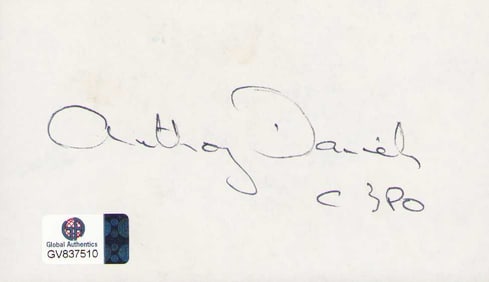 Anthony Daniels
C 3PO
Global Authentics
GV837510